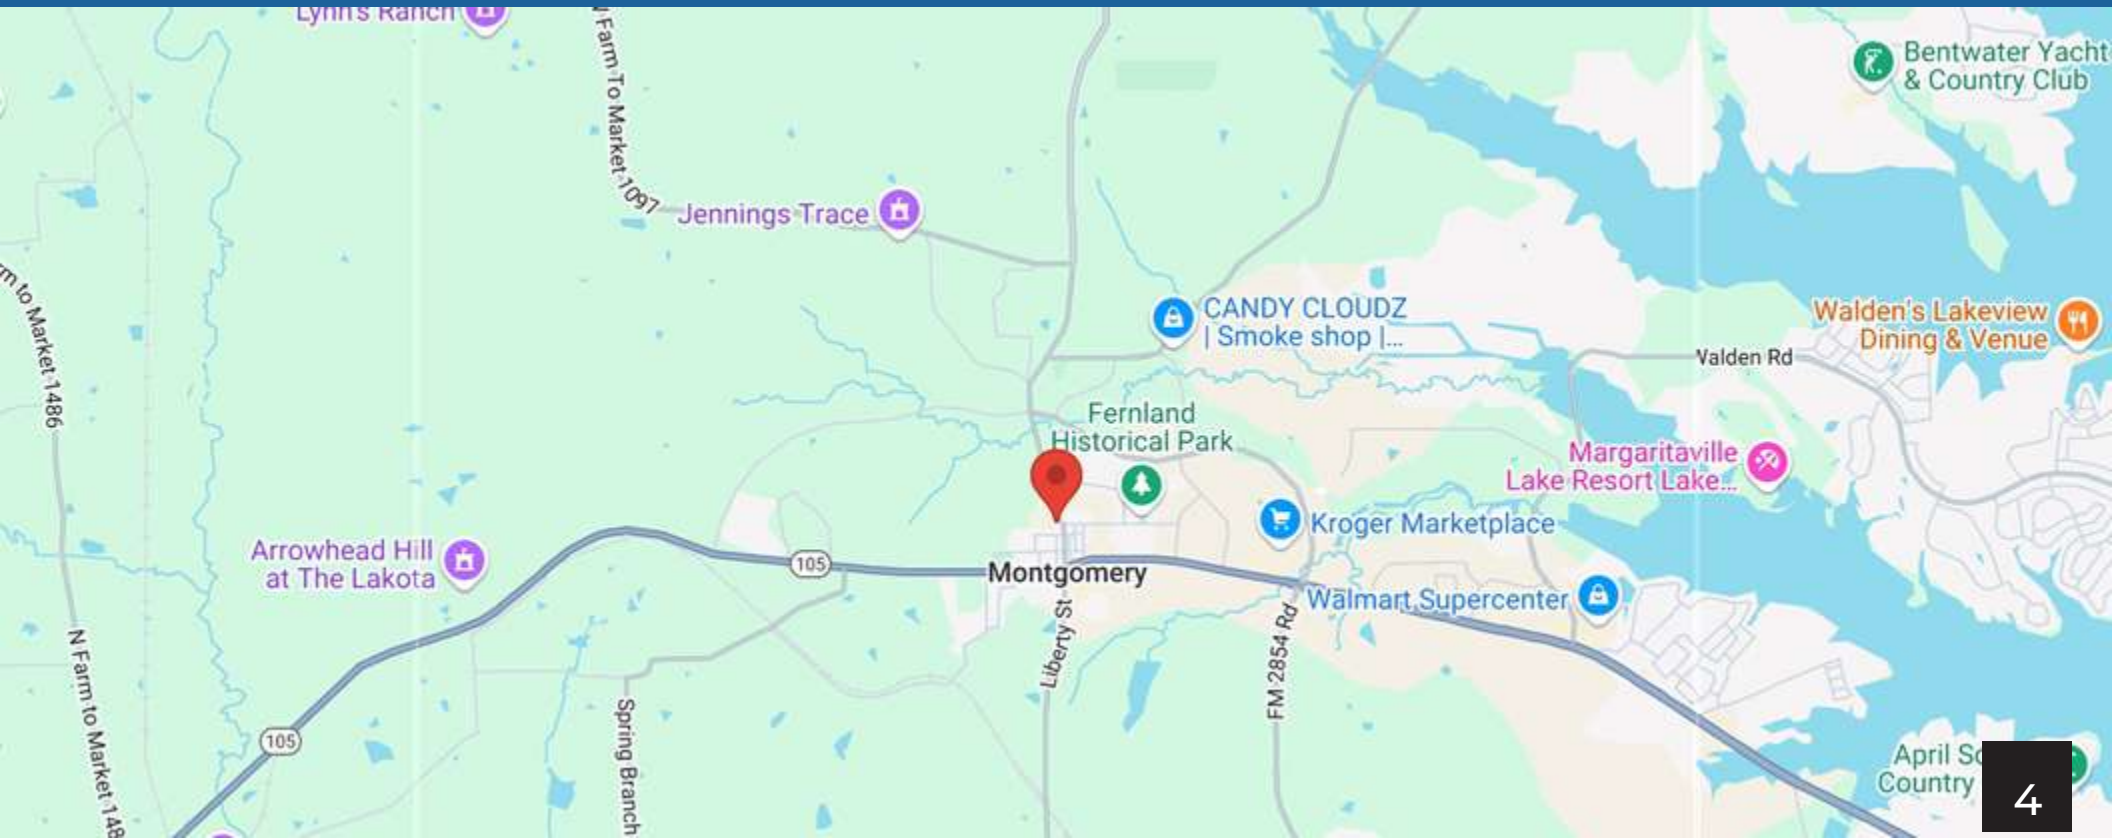 Lynn's Ranch
N Farm To Market 1097
Bentwater Yacht
& Country Club
Jennings Trace
CANDY CLOUDZ
| Smoke shop |...
Walden's Lakeview
Dining & Venue
Walden Rd
rm to Market 1486
Fernland
Historical Park
Margaritaville
Lake Resort Lake...
Kroger Marketplace
Arrowhead Hill
at The Lakota
105
Montgomery
Walmart Supercenter
Liberty St
FM 2854 Rd
N Farm to Market 148
Spring Branch
105
April So
Country
4